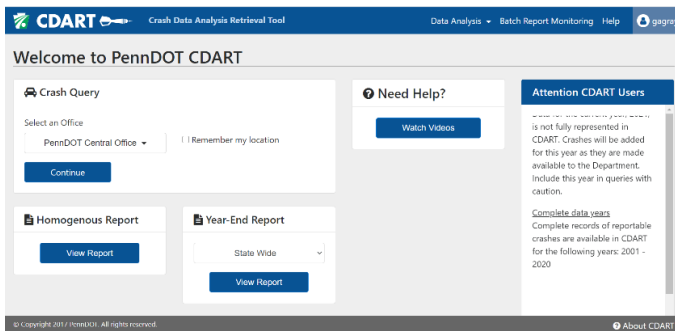 CDART
Crash Data Analysis Retrieval Tool
Data Analysis
Batch Report Monitoring
Help
gagra
Welcome to PennDOT CDART
Crash Query
Select an Office
PennDOT Central Office
Remember my location
Continue
Need Help?
Watch Videos
Attention CDART Users
is not fully represented in
CDART. Crashes will be added
for this year as they are made
available to the Department.
Include this year in queries with
caution.
Complete data years
Complete records of reportable
crashes are available in CDART
for the following years: 2001 -
2020
Homogenous Report
View Report
Year-End Report
State Wide
View Report
© Copyright 2017 PennDOT. All rights reserved.
About CDART